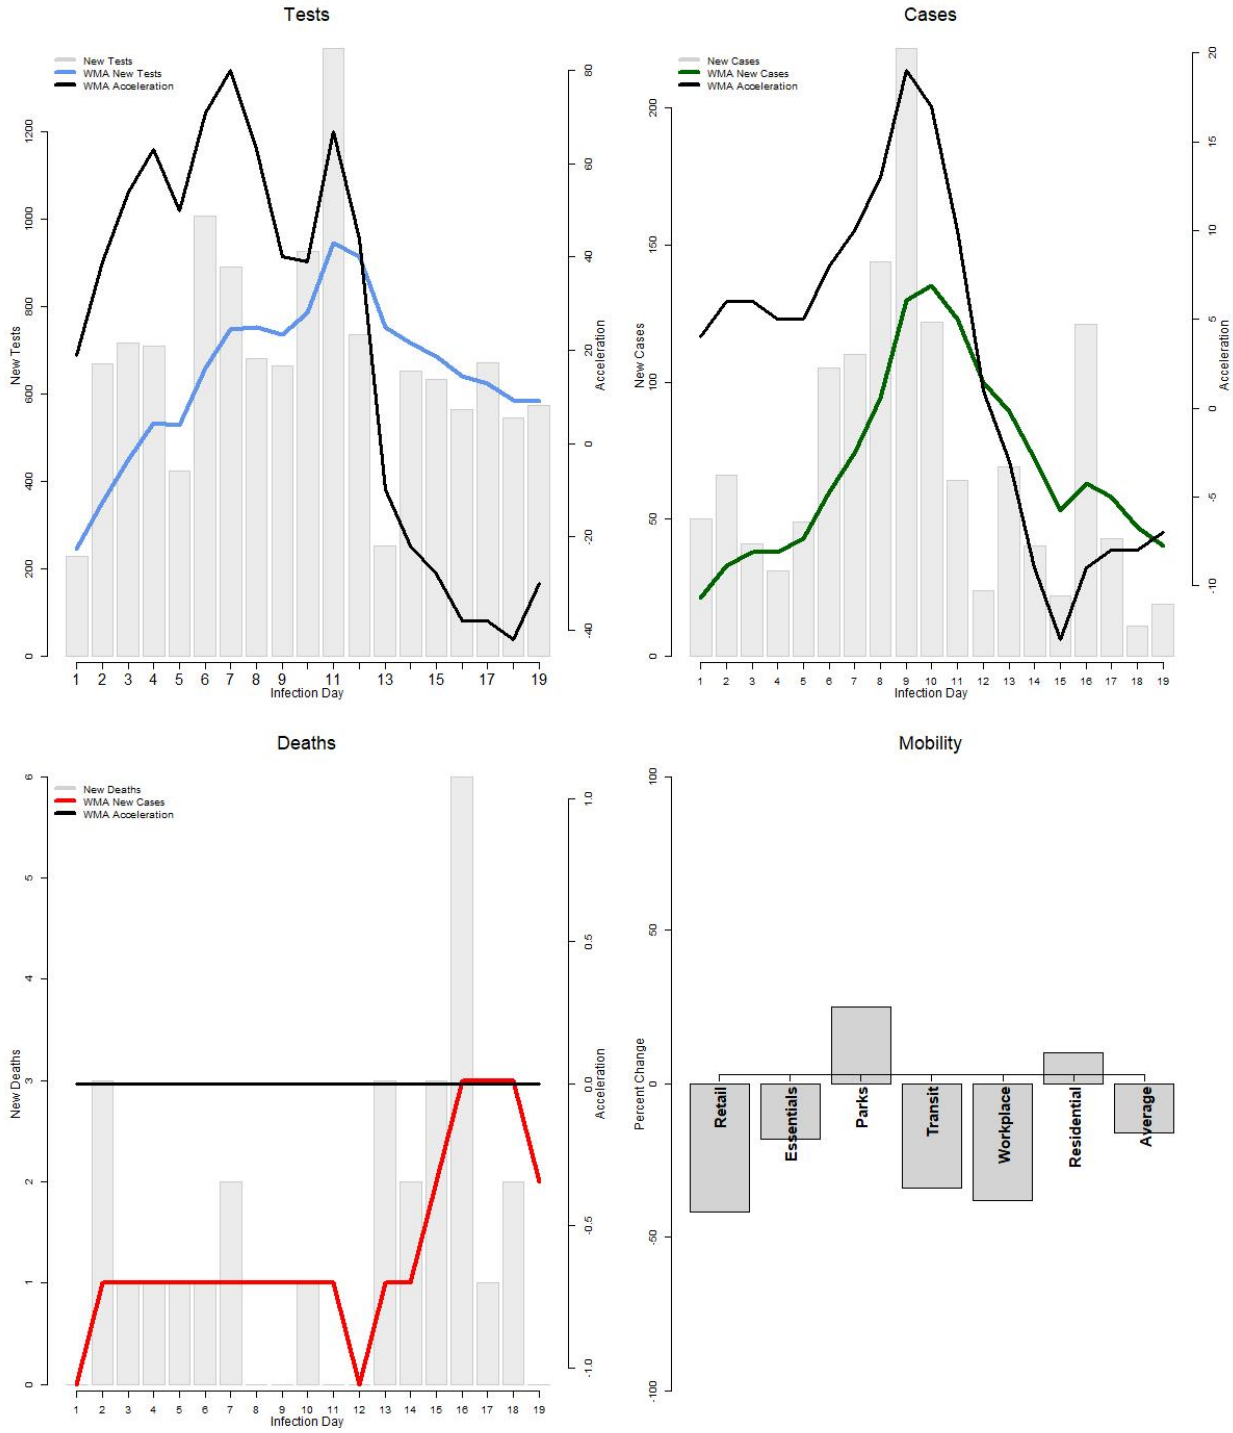 Tests
New Tests
WMA New Tests
WMA Acceleration
New Tests
0 200 400 600 800 1000 1200
Acceleration
-40 -20 0 20 40 60 80
1 2 3 4 5 6 7 8 9 10 11 13 15 17 19
Infection Day
Cases
New Cases
WMA New Cases
WMA Acceleration
New Cases
0 50 100 150 200
Acceleration
-10 -5 0 5 10 15 20
1 2 3 4 5 6 7 8 9 10 11 12 13 14 15 16 17 18 19
Infection Day
Deaths
New Deaths
WMA New Cases
WMA Acceleration
New Deaths
0 1 2 3 4 5 6
Acceleration
-1.0 -0.5 0.0 0.5 1.0
1 2 3 4 5 6 7 8 9 10 11 12 13 14 15 16 17 18 19
Infection Day
Mobility
Percent Change
-100 -50 0 50 100
Retail
Essentials
Parks
Transit
Workplace
Residential
Average